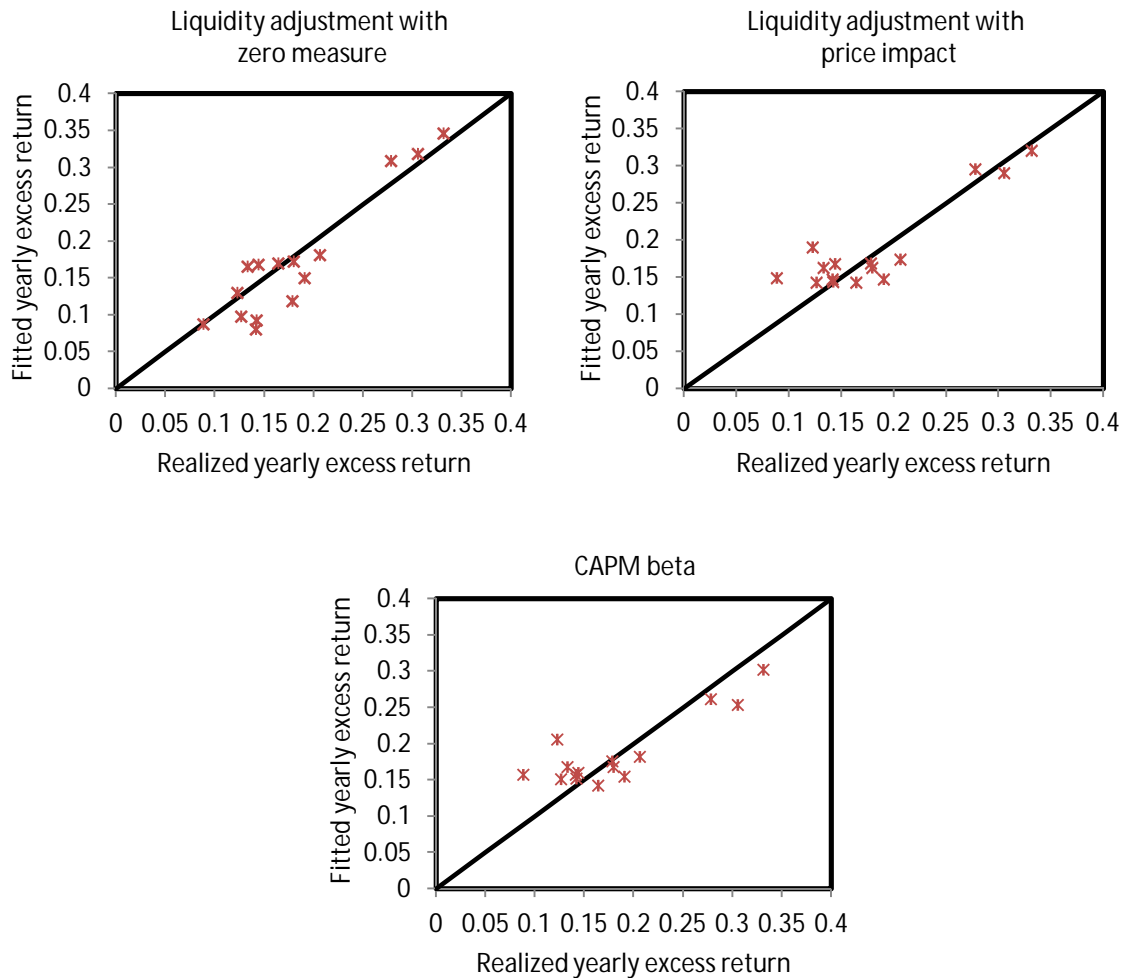 Liquidity adjustment with
zero measure
Fitted yearly excess return
0.4
0.35
0.3
0.25
0.2
0.15
0.1
0.05
0
0 0.05 0.1 0.15 0.2 0.25 0.3 0.35 0.4
Realized yearly excess return
Liquidity adjustment with
price impact
Fitted yearly excess return
0.4
0.35
0.3
0.25
0.2
0.15
0.1
0.05
0
0 0.05 0.1 0.15 0.2 0.25 0.3 0.35 0.4
Realized yearly excess return
CAPM beta
Fitted yearly excess return
0.4
0.35
0.3
0.25
0.2
0.15
0.1
0.05
0
0 0.05 0.1 0.15 0.2 0.25 0.3 0.35 0.4
Realized yearly excess return